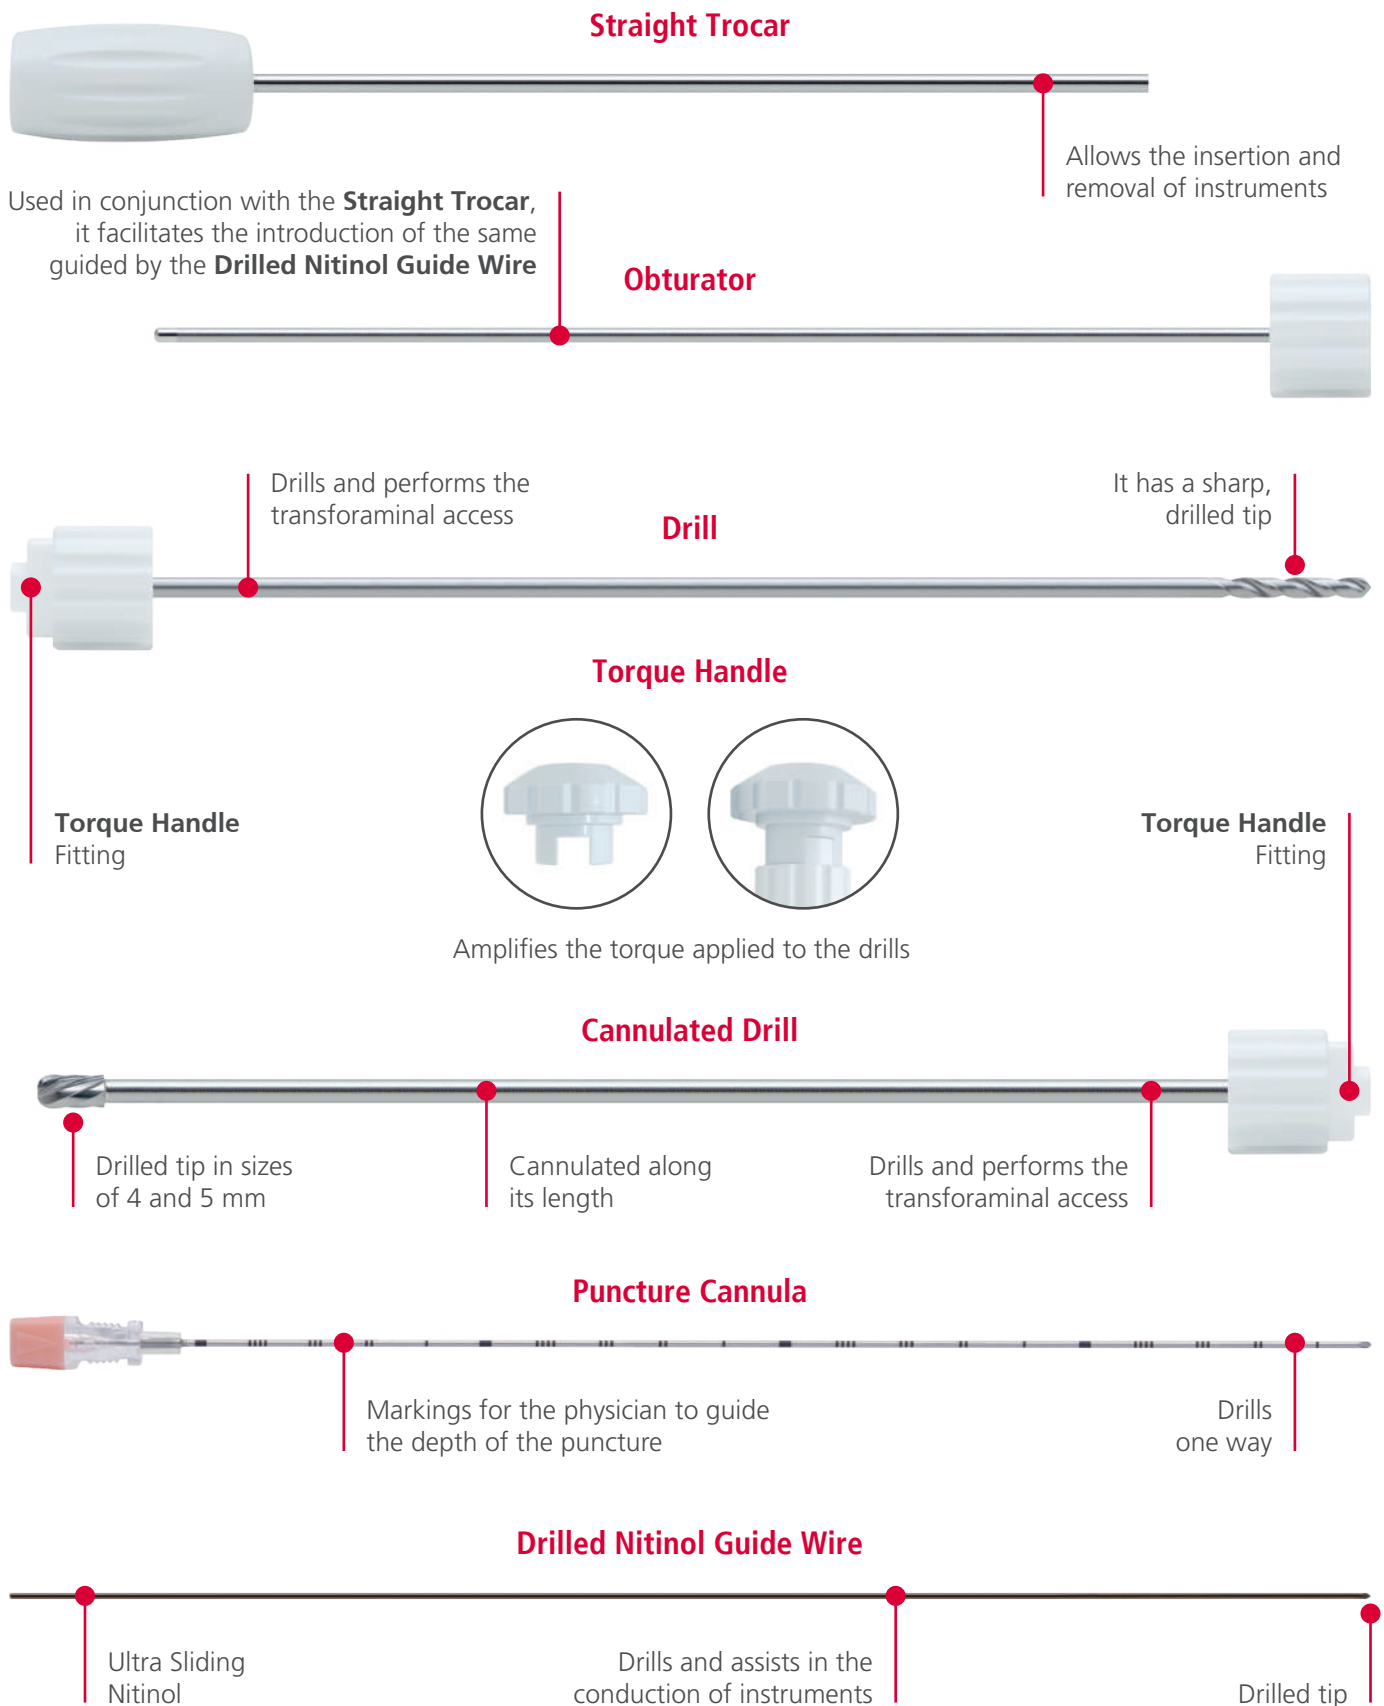 Straight Trocar
Allows the insertion and
removal of instruments
Used in conjunction with the Straight Trocar,
it facilitates the introduction of the same
guided by the Drilled Nitinol Guide Wire
Obturator
Drills and performs the
transforaminal access
It has a sharp,
drilled tip
Drill
Torque Handle
Torque Handle
Fitting
Torque Handle
Fitting
Amplifies the torque applied to the drills
Cannulated Drill
Drilled tip in sizes
of 4 and 5 mm
Cannulated along
its length
Drills and performs the
transforaminal access
Puncture Cannula
Markings for the physician to guide
the depth of the puncture
Drills
one way
Drilled Nitinol Guide Wire
Ultra Sliding
Nitinol
Drills and assists in the
conduction of instruments
Drilled tip